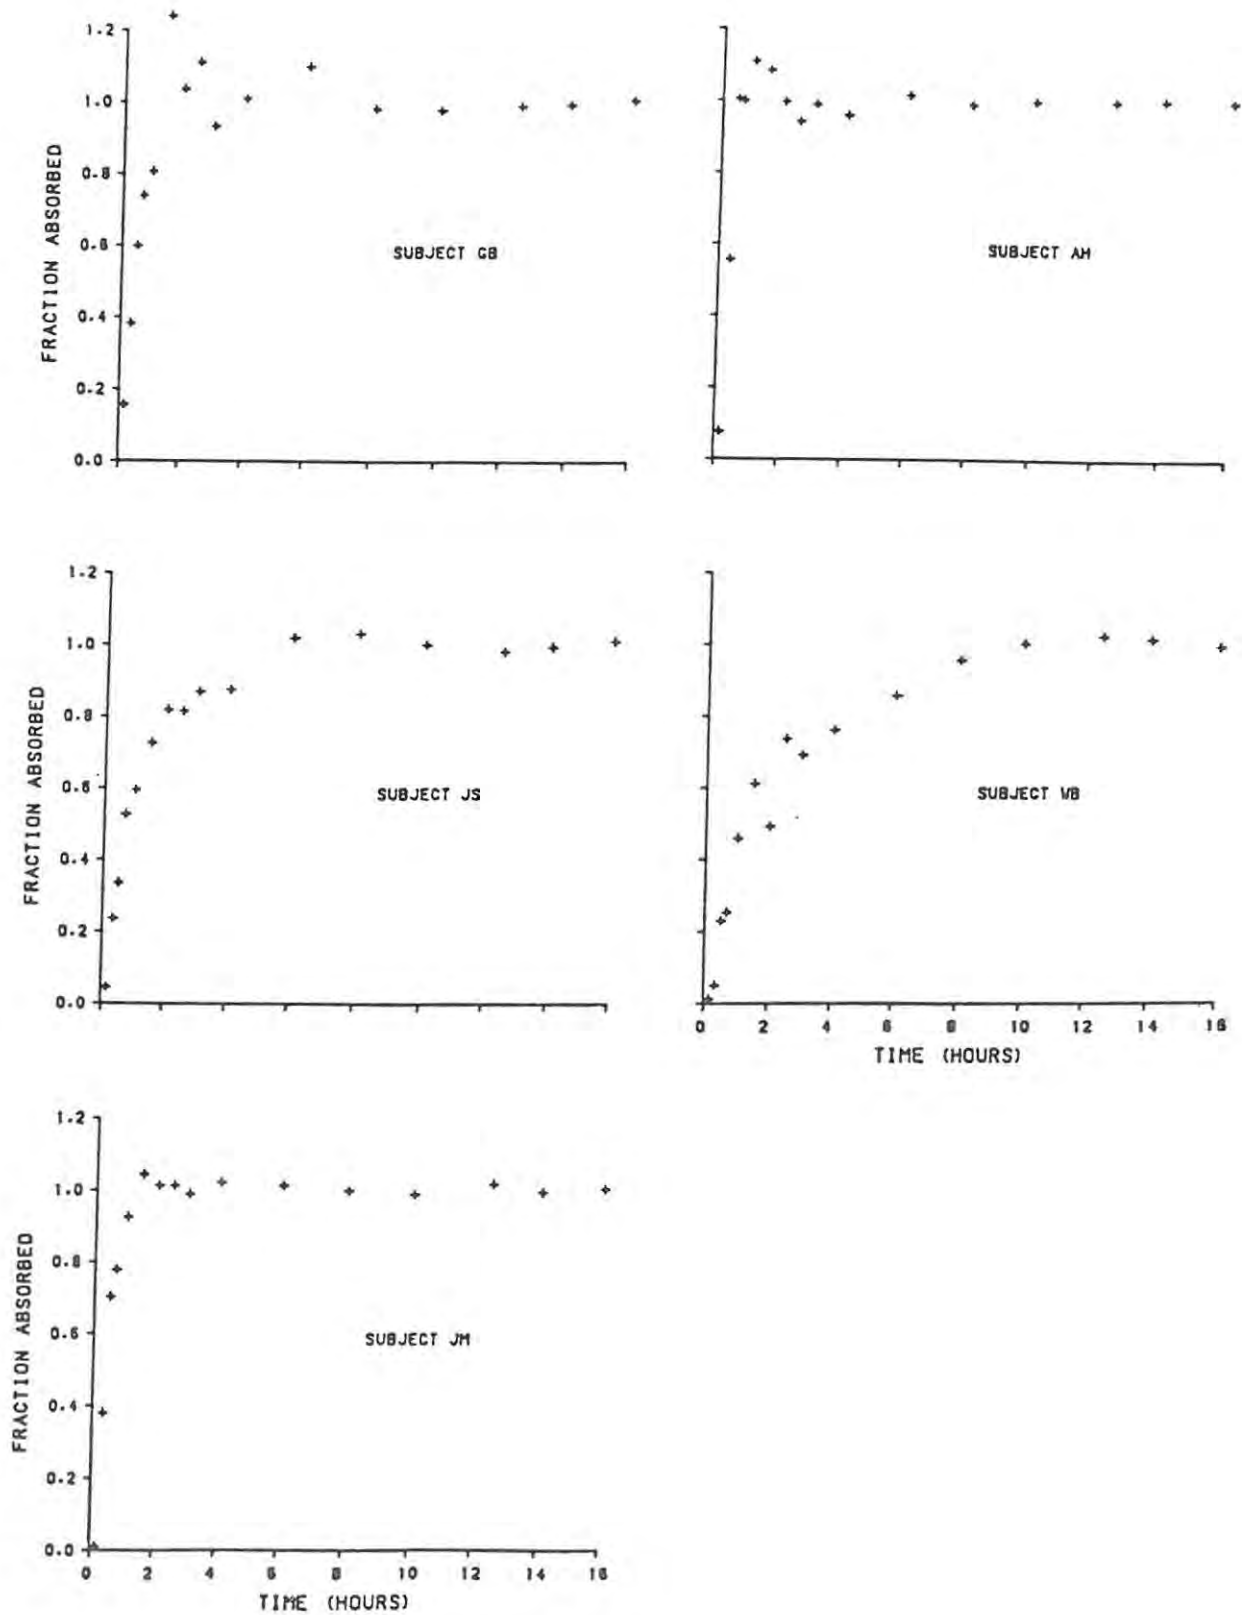 1.2
1.0
0.8
0.6
0.4
0.2
0.0
FRACTION ABSORBED
SUBJECT GB
SUBJECT AH
1.2
1.0
0.8
0.6
0.4
0.2
0.0
FRACTION ABSORBED
SUBJECT JS
SUBJECT WB
0 2 4 6 8 10 12 14 16
TIME (HOURS)
1.2
1.0
0.8
0.6
0.4
0.2
0.0
FRACTION ABSORBED
SUBJECT JM
0 2 4 6 8 10 12 14 16
TIME (HOURS)